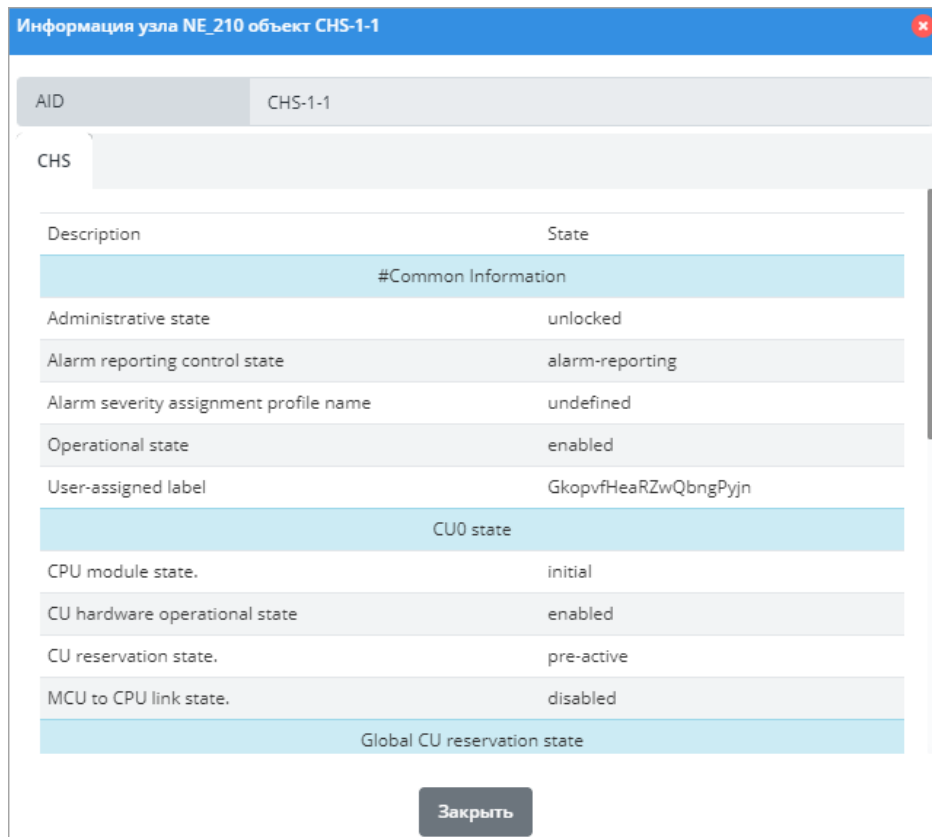 Информация узла NE_210 объект CHS-1-1
AID CHS-1-1
CHS
Description State
#Common Information
Administrative state unlocked
Alarm reporting control state alarm-reporting
Alarm severity assignment profile name undefined
Operational state enabled
User-assigned label GkopvfHeaRZwQbngPyjn
CU0 state
CPU module state. initial
CU hardware operational state enabled
CU reservation state. pre-active
MCU to CPU link state. disabled
Global CU reservation state
Закрыть